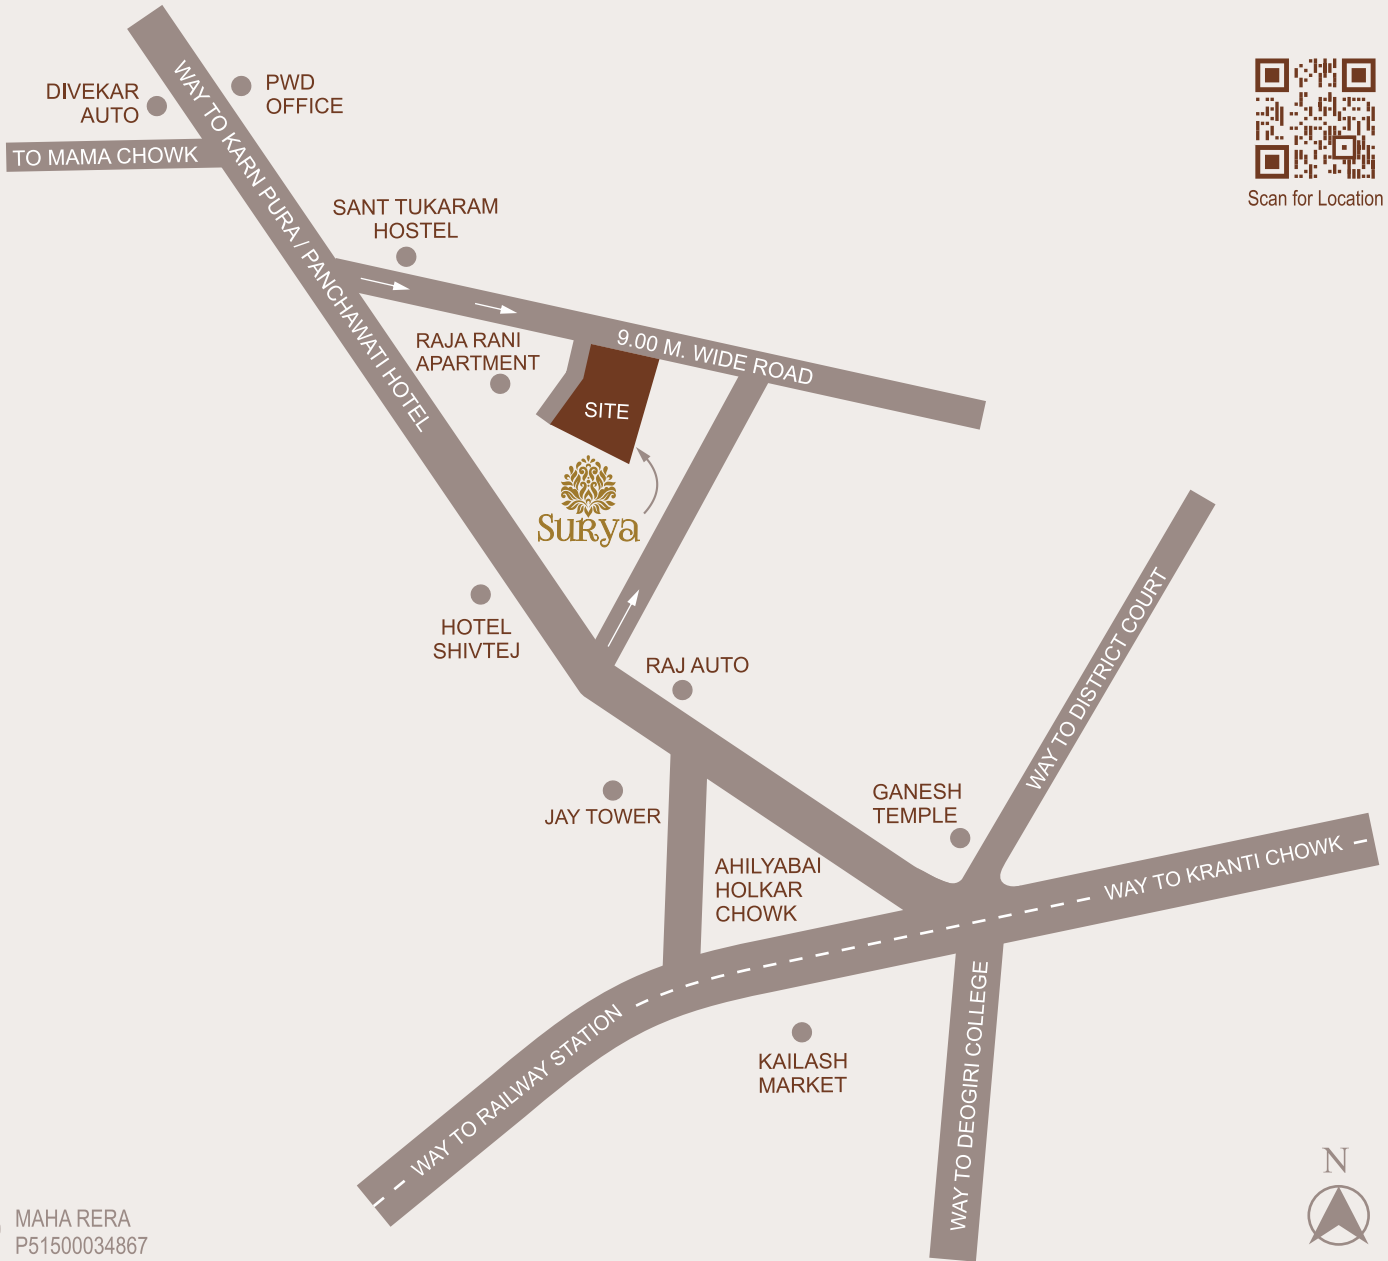 DIVEKAR
AUTO
PWD
OFFICE
TO MAMA CHOWK
WAY TO KARN PURA / PANCHAWATI HOTEL
Scan for Location
SANT TUKARAM
HOSTEL
RAJA RANI
APARTMENT
9.00 M. WIDE ROAD
SITE
Surya
HOTEL
SHIVTEJ
RAJ AUTO
JAY TOWER
WAY TO DISTRICT COURT
GANESH
TEMPLE
AHILYABAI
HOLKAR
CHOWK
WAY TO KRANTI CHOWK
WAY TO RAILWAY STATION
KAILASH
MARKET
WAY TO DEOGIRI COLLEGE
N
MAHA RERA
P51500034867